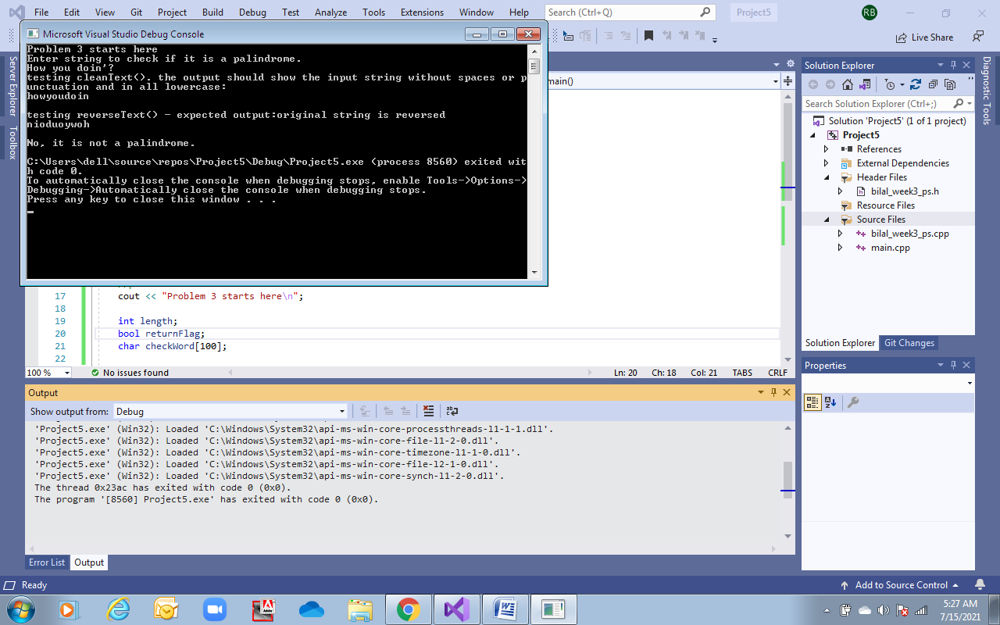 File Edit View Git Project Build Debug Test Analyze Tools Extensions Window Help Search (Ctrl+Q) Project5 RB
Live Share
Microsoft Visual Studio Debug Console
Problem 3 starts here
Enter string to check if it is a palindrome.
How you doin'?
testing cleanText(). the output should show the input string without spaces or p
unctuation and in all lowercase:
howyoudoin
testing reverseText() - expected output:original string is reversed
nioduoywoh
No, it is not a palindrome.
C:\Users\dell\source\repos\Project5\Debug\Project5.exe (process 8560) exited wit
h code 0.
To automatically close the console when debugging stops, enable Tools->Options->
Debugging->Automatically close the console when debugging stops.
Press any key to close this window . . .
Server Explorer
Toolbox
main()
17 cout << "Problem 3 starts here\n";
18
19 int length;
20 bool returnFlag;
21 char checkWord[100];
22
100 % No issues found Ln: 20 Ch: 18 Col: 21 TABS CRLF
Output
Show output from: Debug
'Project5.exe' (Win32): Loaded 'C:\Windows\System32\api-ms-win-core-processthreads-l1-1-1.dll'.
'Project5.exe' (Win32): Loaded 'C:\Windows\System32\api-ms-win-core-file-l1-2-0.dll'.
'Project5.exe' (Win32): Loaded 'C:\Windows\System32\api-ms-win-core-timezone-l1-1-0.dll'.
'Project5.exe' (Win32): Loaded 'C:\Windows\System32\api-ms-win-core-file-l2-1-0.dll'.
'Project5.exe' (Win32): Loaded 'C:\Windows\System32\api-ms-win-core-synch-l1-2-0.dll'.
The thread 0x23ac has exited with code 0 (0x0).
The program '[8560] Project5.exe' has exited with code 0 (0x0).
Error List Output
Solution Explorer
Search Solution Explorer (Ctrl+;)
Solution 'Project5' (1 of 1 project)
Project5
References
External Dependencies
Header Files
bilal_week3_ps.h
Resource Files
Source Files
bilal_week3_ps.cpp
main.cpp
Solution Explorer Git Changes
Properties
Diagnostic Tools
Ready Add to Source Control
Adobe
5:27 AM
7/15/2021